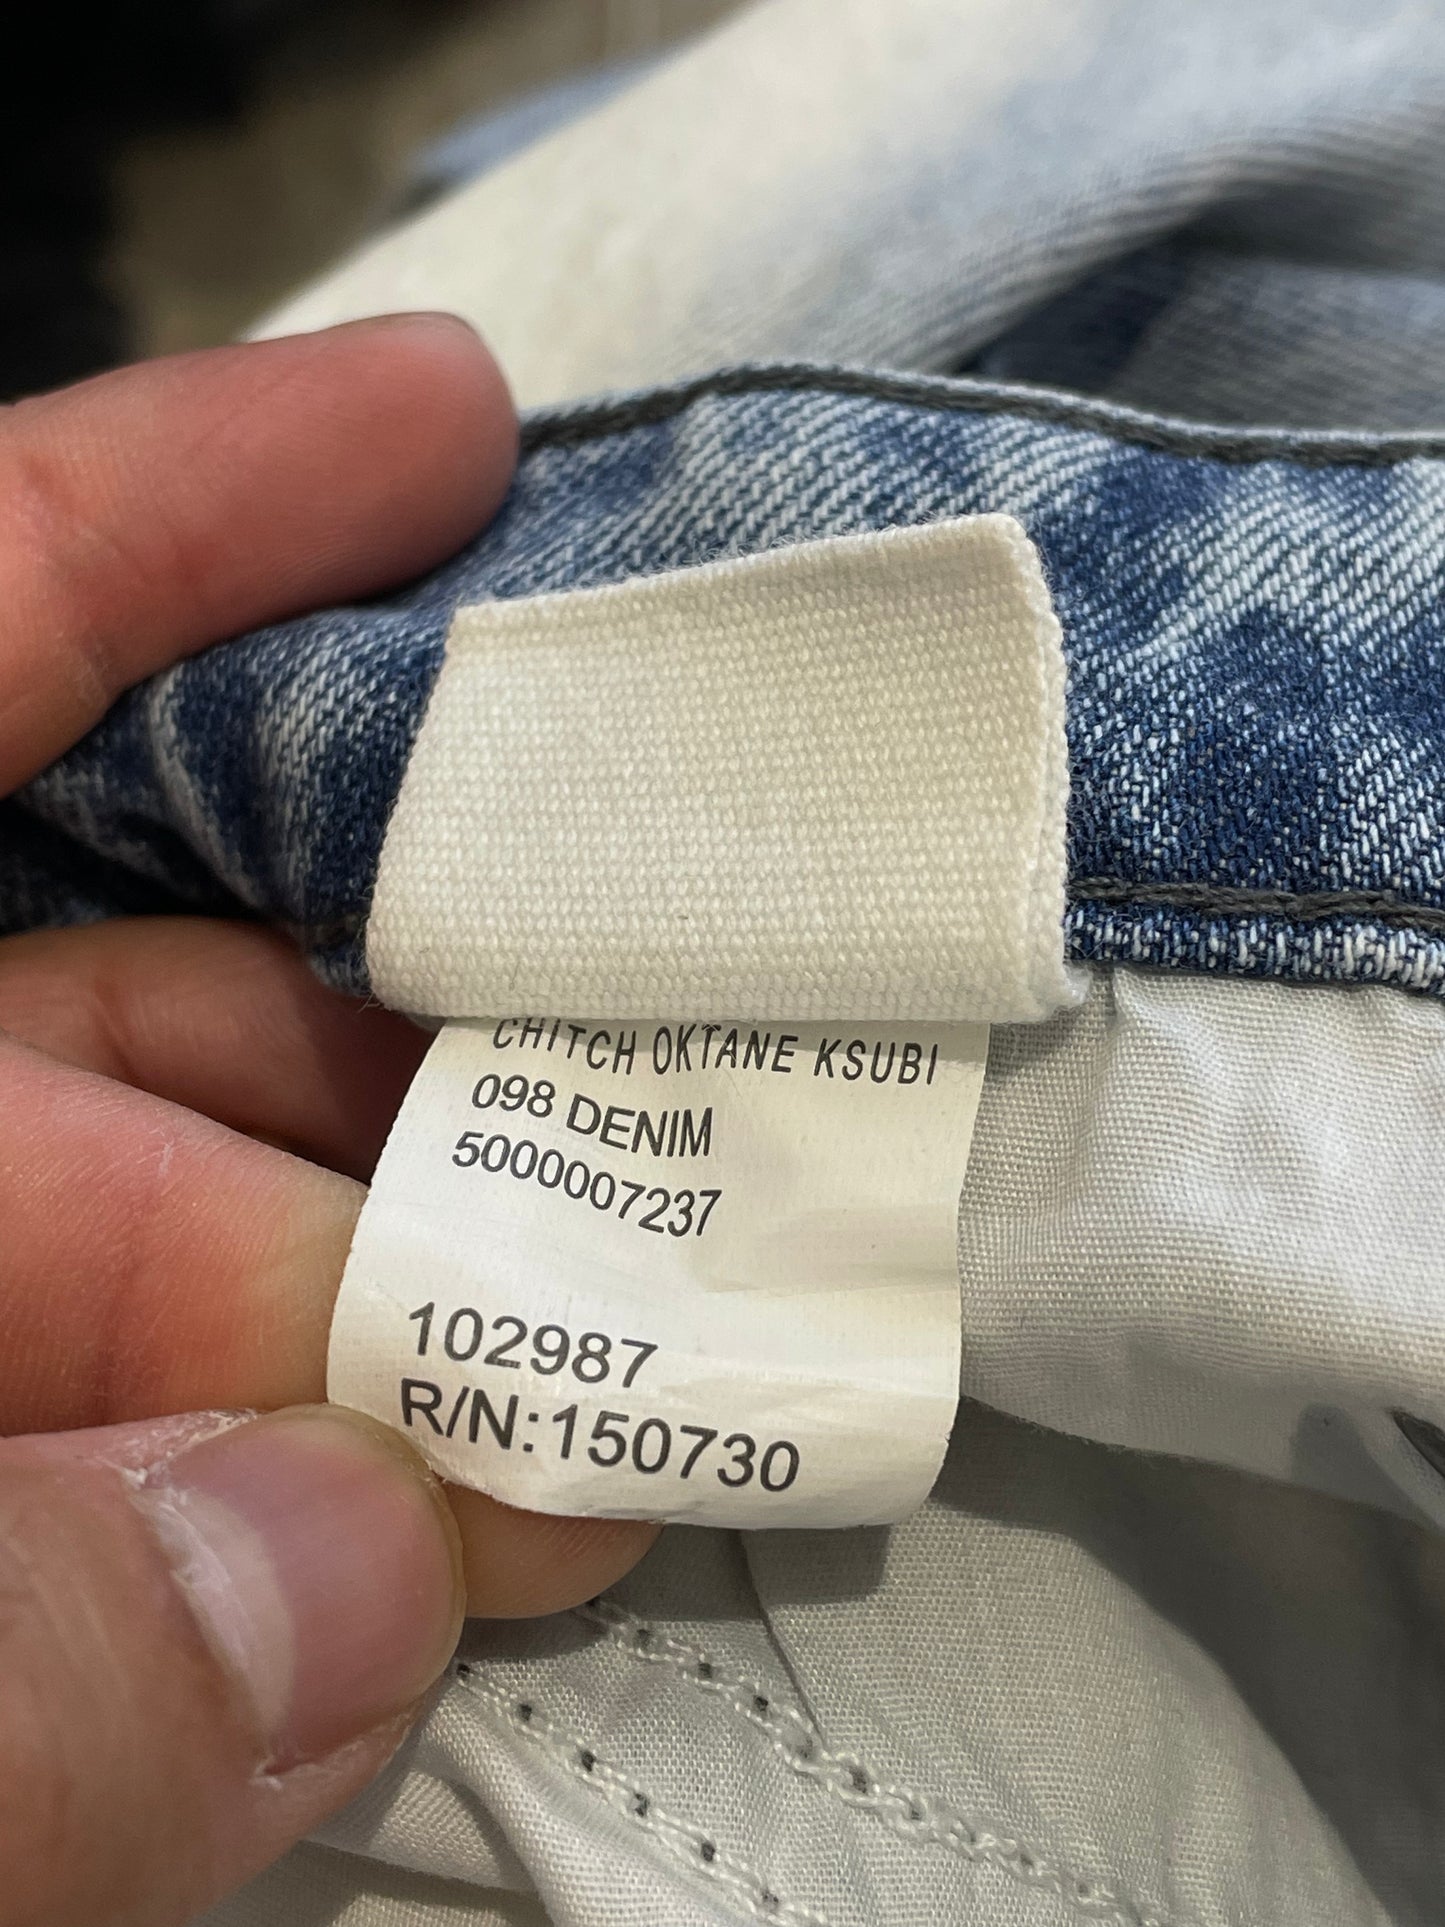 CHITCH OKTANE KSUBI
098 DENIM
5000007237
102987
R/N:150730